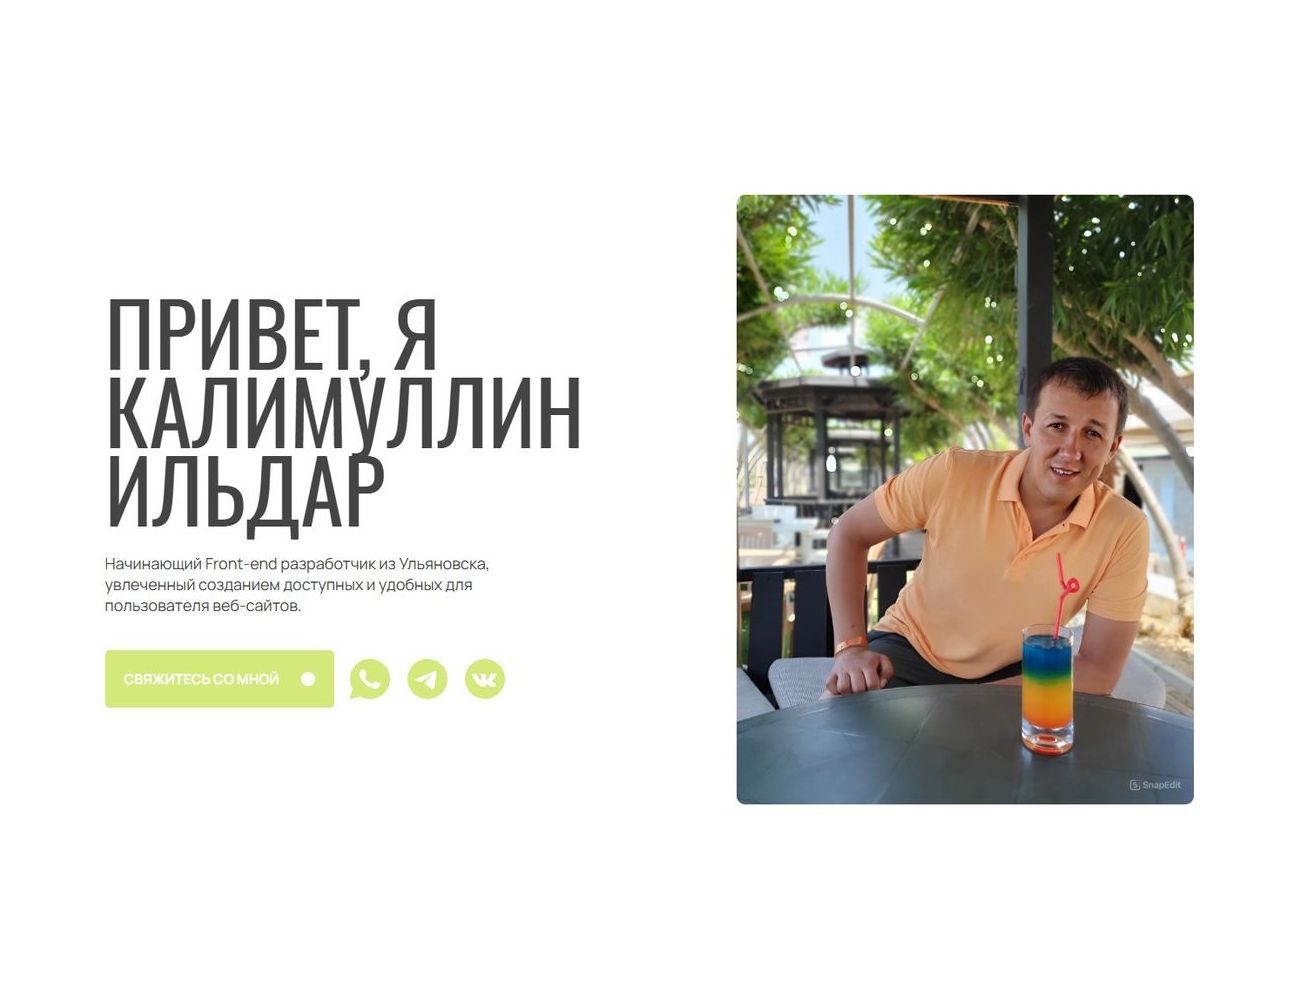 ПРИВЕТ, Я
КАЛИМУЛЛИН
ИЛЬДАР
Начинающий Front-end разработчик из Ульяновска,
увлеченный созданием доступных и удобных для
пользователя веб-сайтов.
СВЯЖИТЕСЬ СО МНОЙ
SnapEdit